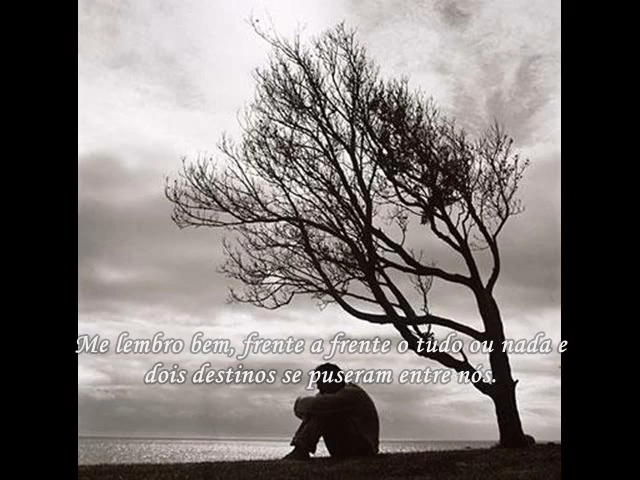 Me lembro bem, frente a frente o tudo ou nada e
dois destinos se puseram entre nós.